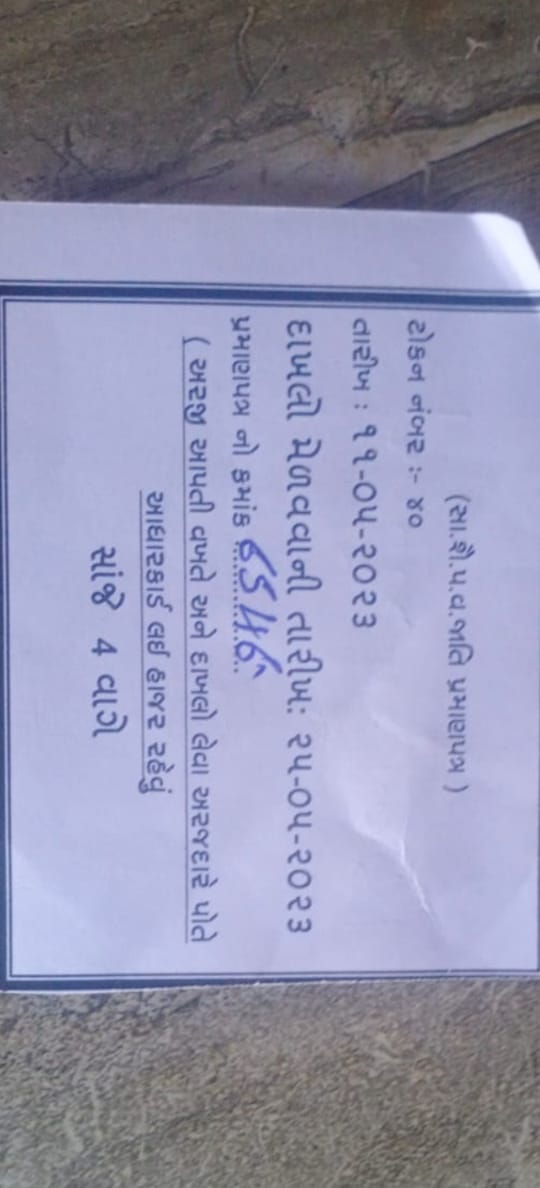 (સા.શૈ.પ.વ.જાતિ પ્રમાણપત્ર )
ટોકન નંબર :- ૪૦
તારીખ : ૧૧-૦૫-૨૦૨૩
દાખલો મેળવવાની તારીખ: ૨૫-૦૫-૨૦૨૩
પ્રમાણપત્ર નો ક્રમાંક
( અરજી આપતી વખતે અને દાખલો લેવા અરજદારે પોતે
આધારકાર્ડ લઈ હાજર રહેવું
સાંજે 4 વાગે